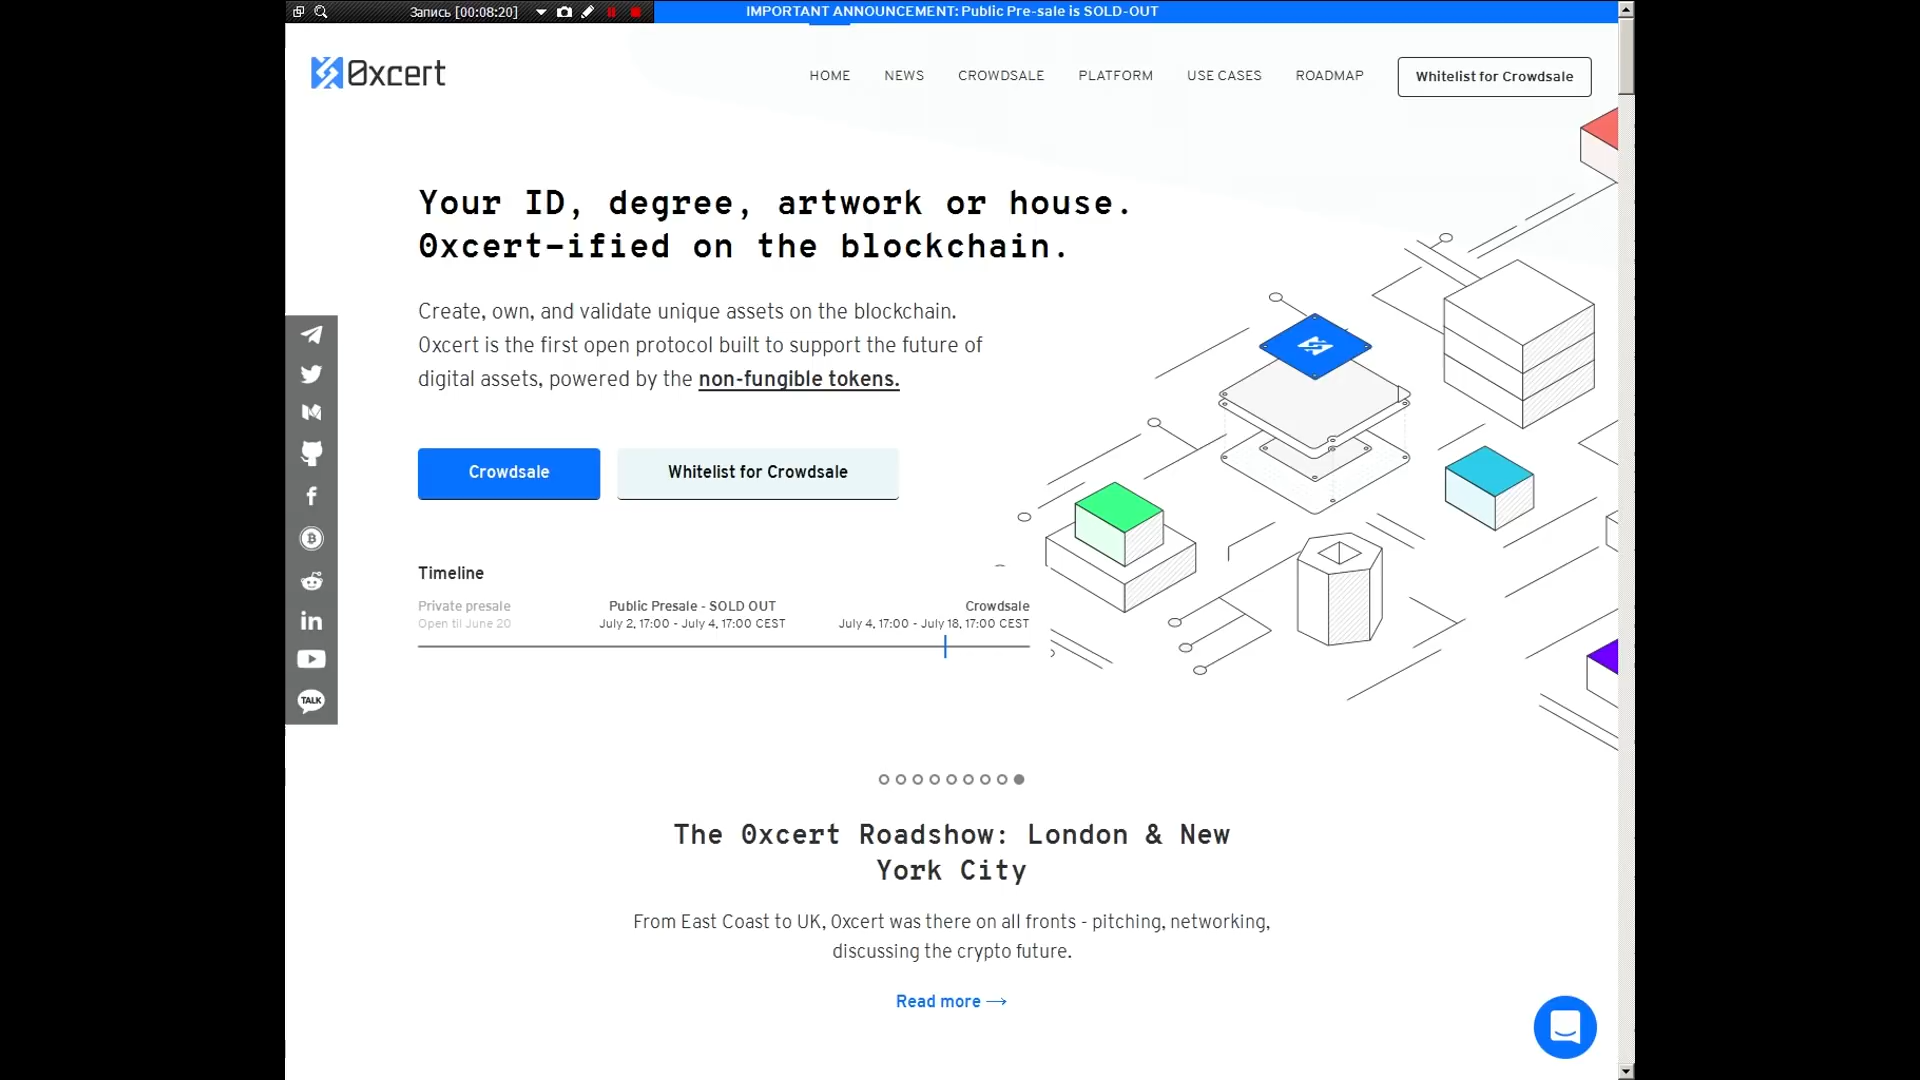 Запись [00:08:20]
IMPORTANT ANNOUNCEMENT: Public Pre-sale is SOLD-OUT
0xcert
HOME NEWS CROWDSALE PLATFORM USE CASES ROADMAP Whitelist for Crowdsale
Your ID, degree, artwork or house.
0xcert-ified on the blockchain.
Create, own, and validate unique assets on the blockchain.
0xcert is the first open protocol built to support the future of
digital assets, powered by the non-fungible tokens.
Crowdsale Whitelist for Crowdsale
Timeline
Private presale Public Presale - SOLD OUT Crowdsale
Open til June 20 July 2, 17:00 - July 4, 17:00 CEST July 4, 17:00 - July 18, 17:00 CEST
TALK
The 0xcert Roadshow: London & New
York City
From East Coast to UK, 0xcert was there on all fronts - pitching, networking,
discussing the crypto future.
Read more →